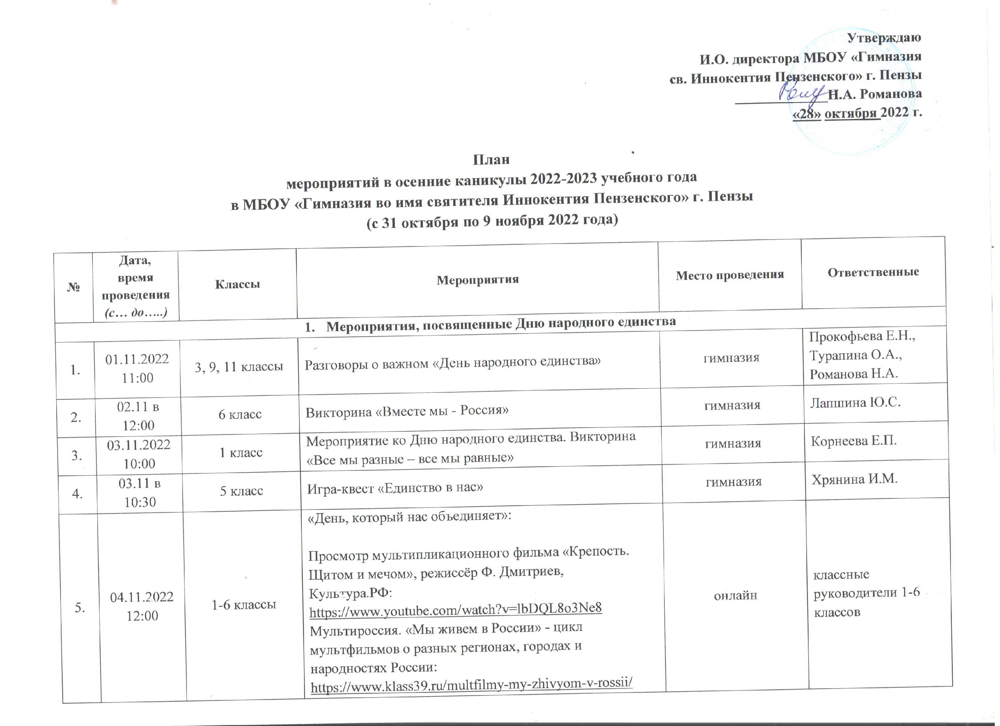 Утверждаю
И.О. директора МБОУ «Гимназия
св. Иннокентия Пензенского» г. Пензы
Н.А. Романова
«28» октября 2022 г.
План
мероприятий в осенние каникулы 2022-2023 учебного года
в МБОУ «Гимназия во имя святителя Иннокентия Пензенского» г. Пензы
(с 31 октября по 9 ноября 2022 года)
№
Дата,
время
проведения
(с… до…..)
Классы
Мероприятия
Место проведения
Ответственные
1. Мероприятия, посвященные Дню народного единства
1.
01.11.2022
11:00
3, 9, 11 классы
Разговоры о важном «День народного единства»
гимназия
Прокофьева Е.Н.,
Турапина О.А.,
Романова Н.А.
2.
02.11 в
12:00
6 класс
Викторина «Вместе мы - Россия»
гимназия
Лапшина Ю.С.
3.
03.11.2022
10:00
1 класс
Мероприятие ко Дню народного единства. Викторина
«Все мы разные – все мы равные»
гимназия
Корнеева Е.П.
4.
03.11 в
10:30
5 класс
Игра-квест «Единство в нас»
гимназия
Хрянина И.М.
5.
04.11.2022
12:00
1-6 классы
«День, который нас объединяет»:
Просмотр мультипликационного фильма «Крепость.
Щитом и мечом», режиссёр Ф. Дмитриев,
Культура.РФ:
https://www.youtube.com/watch?v=lbDQL8o3Ne8
Мультироссия. «Мы живем в России» - цикл
мультфильмов о разных регионах, городах и
народностях России:
https://www.klass39.ru/multfilmy-my-zhivyom-v-rossii/
онлайн
классные
руководители 1-6
классов